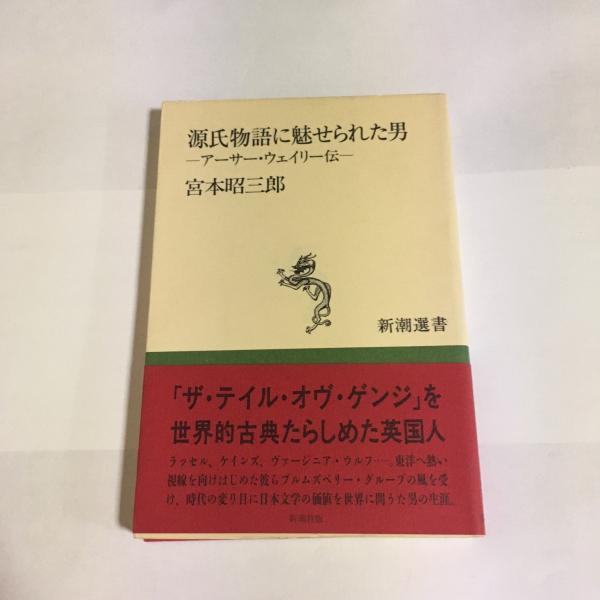 源氏物語に魅せられた男
—アーサー・ウェイリー伝—
宮本昭三郎
新潮選書
「ザ・テイル・オヴ・ゲンジ」を
世界的古典たらしめた英国人
ラッセル、ケインズ、ヴァージニア・ウルフ……。東洋へ熱い
視線を向けはじめた彼らブルムズベリー・グループの風を受
け、時代の変り目に日本文学の価値を世界に問うた男の生涯。
新潮社版